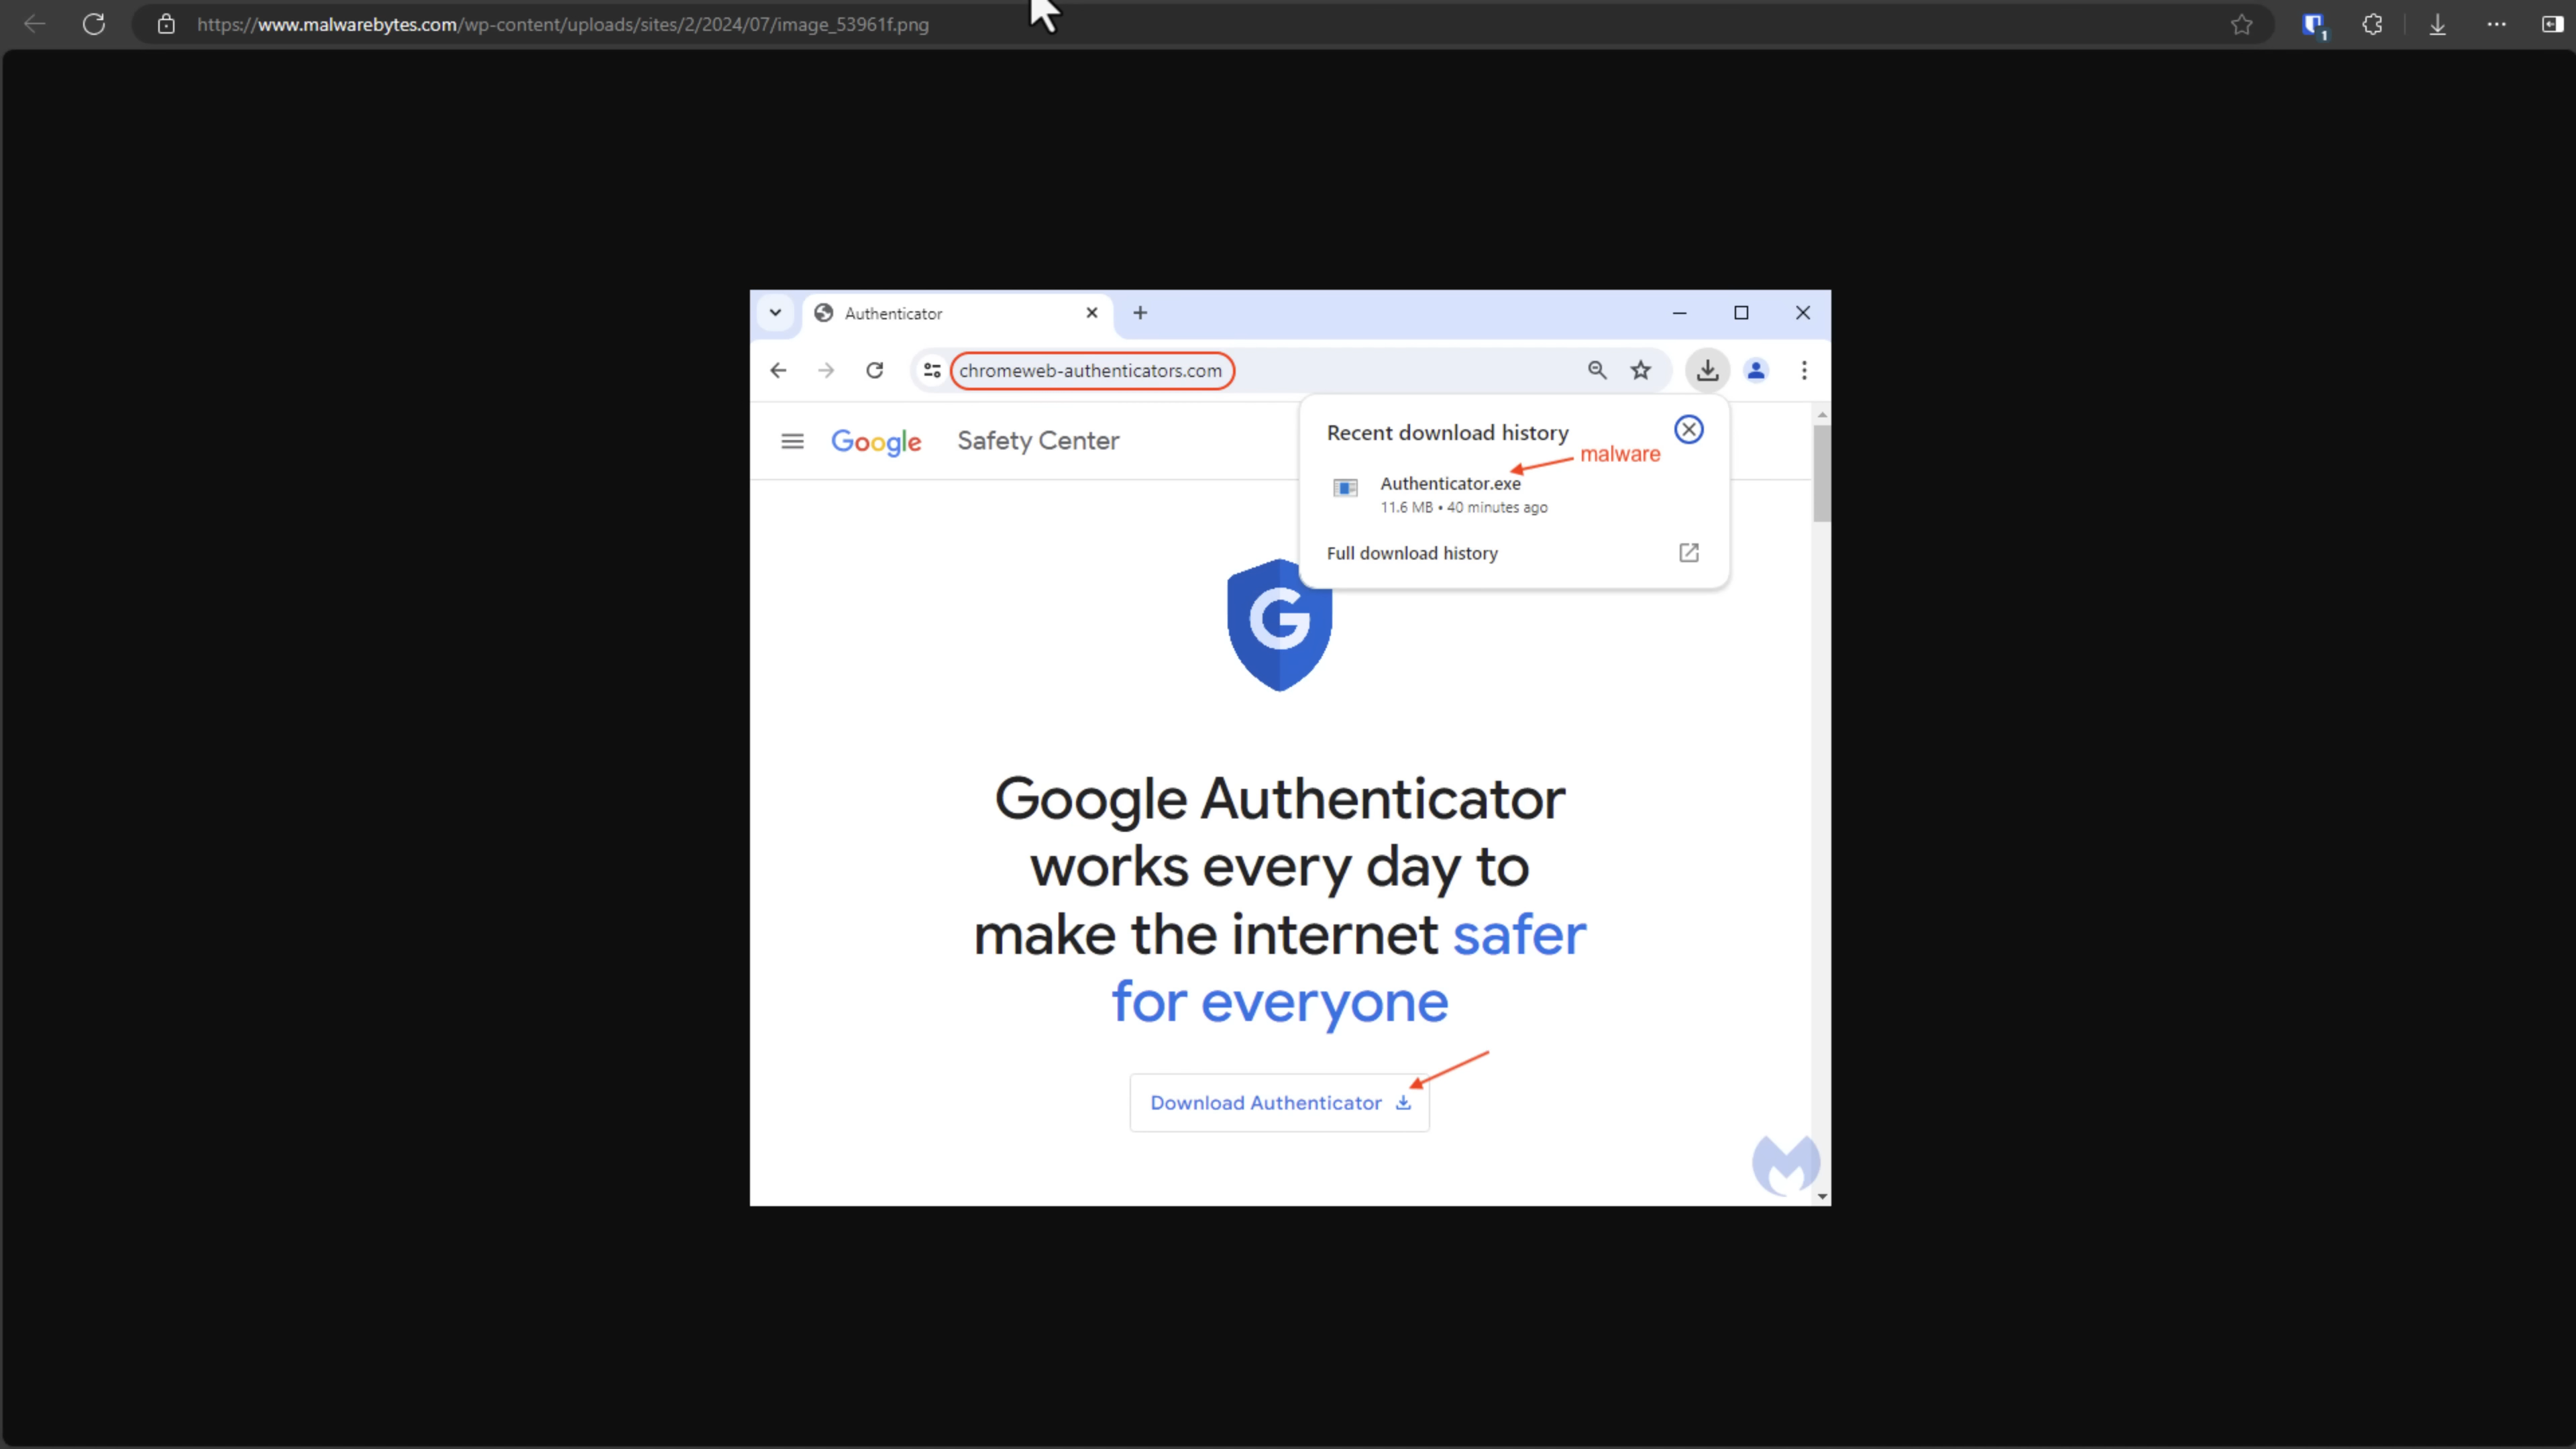 https://www.malwarebytes.com/wp-content/uploads/sites/2/2024/07/image_53961f.png
1
Authenticator
chromeweb-authenticators.com
Google Safety Center
Recent download history
malware
Authenticator.exe
11.6 MB • 40 minutes ago
Full download history
G
Google Authenticator
works every day to
make the internet safer
for everyone
Download Authenticator